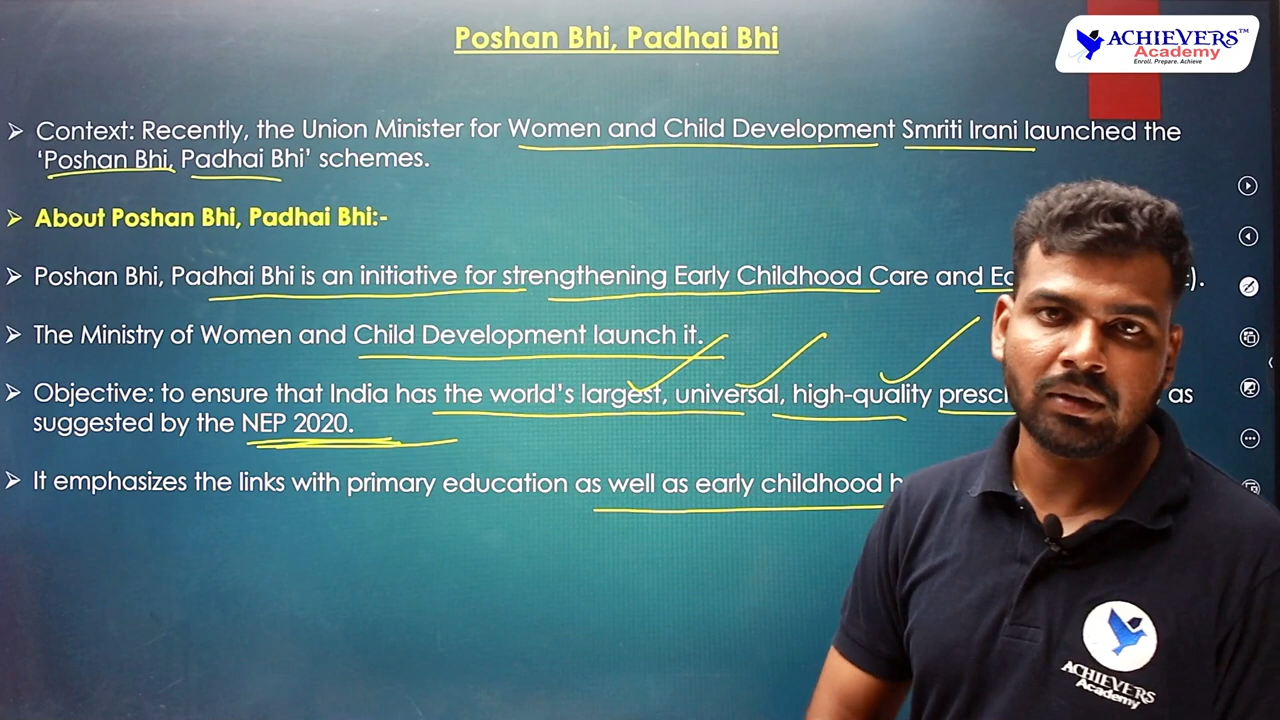 Poshan Bhi, Padhai Bhi
ACHIEVERS™
Academy
Enroll. Prepare. Achieve
Context: Recently, the Union Minister for Women and Child Development Smriti Irani launched the
‘Poshan Bhi, Padhai Bhi’ schemes.
About Poshan Bhi, Padhai Bhi:-
Poshan Bhi, Padhai Bhi is an initiative for strengthening Early Childhood Care and ).
The Ministry of Women and Child Development launch it.
Objective: to ensure that India has the world’s largest, universal, high-quality , as
suggested by the NEP 2020.
It emphasizes the links with primary education as well as early childhood
ACHIEVERS
Academy